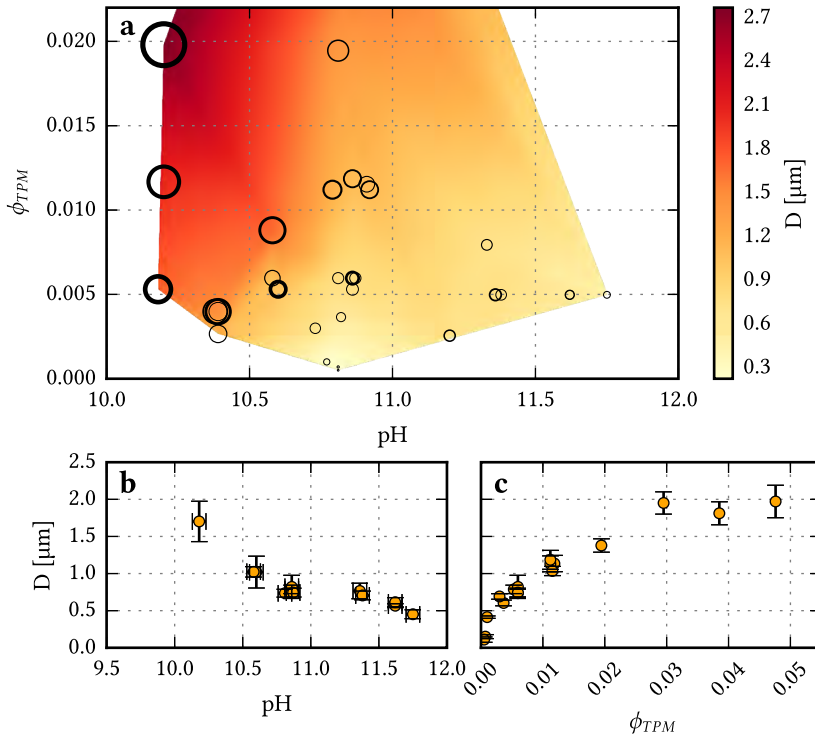 a
0.020
0.015
0.010
0.005
0.000
ϕTPM
10.0 10.5 11.0 11.5 12.0
pH
2.7
2.4
2.1
1.8
1.5
1.2
0.9
0.6
0.3
D [µm]
b
2.5
2.0
1.5
1.0
0.5
0.0
D [µm]
9.5 10.0 10.5 11.0 11.5 12.0
pH
c
0.00 0.01 0.02 0.03 0.04 0.05
ϕTPM